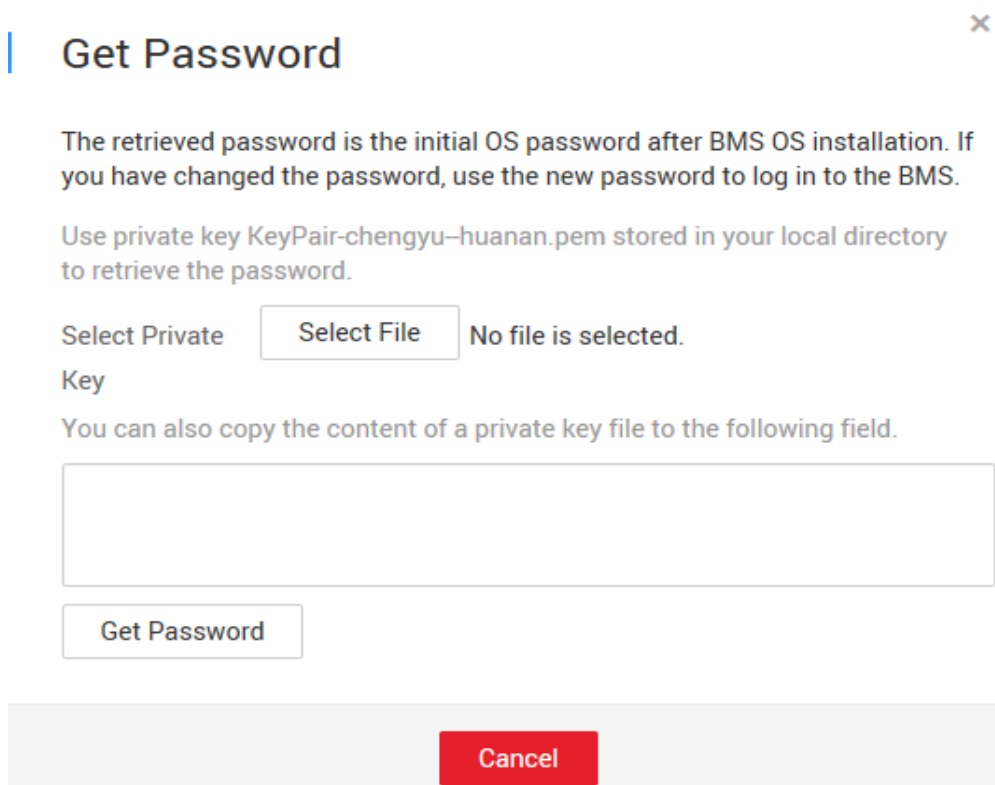 Get Password
×
The retrieved password is the initial OS password after BMS OS installation. If
you have changed the password, use the new password to log in to the BMS.
Use private key KeyPair-chengyu–huanan.pem stored in your local directory
to retrieve the password.
Select Private
Key
Select File
No file is selected.
You can also copy the content of a private key file to the following field.
Get Password
Cancel